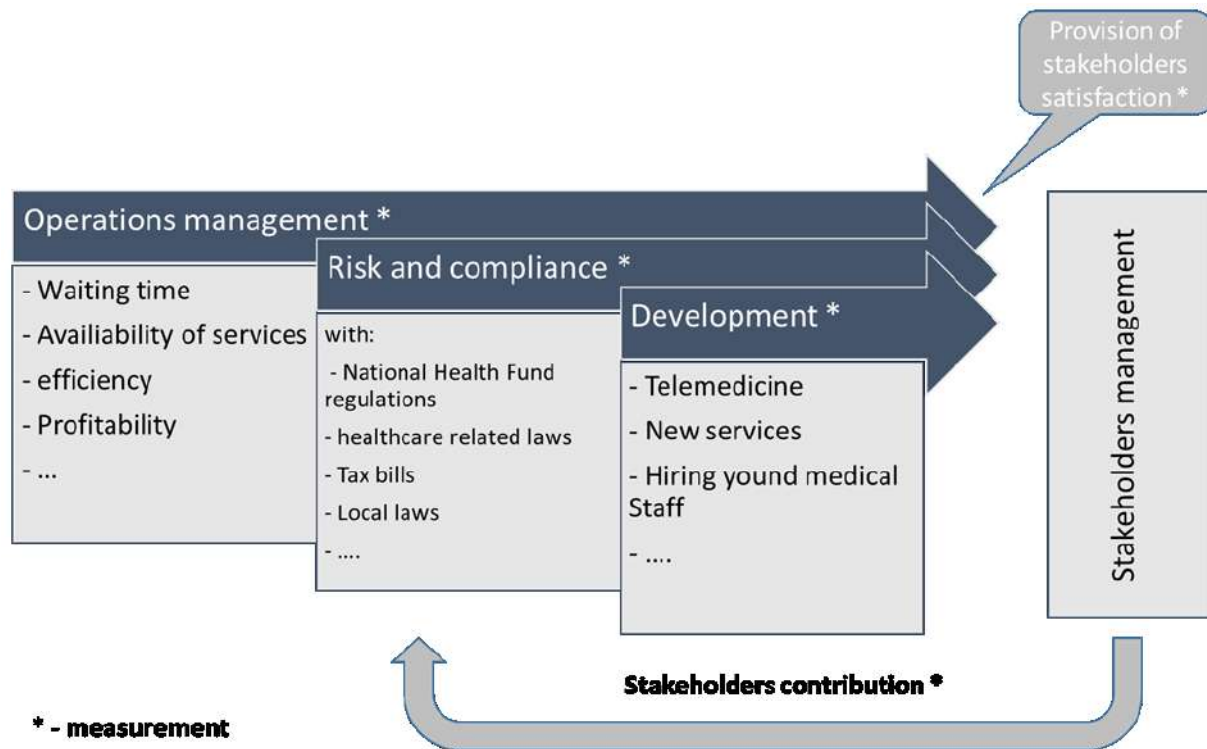 Provision of
stakeholders
satisfaction *
Operations management *
- Waiting time
- Availiability of services
- efficiency
- Profitability
- ...
Risk and compliance *
with:
- National Health Fund
regulations
- healthcare related laws
- Tax bills
- Local laws
- ....
Development *
- Telemedicine
- New services
- Hiring yound medical
Staff
- ....
Stakeholders management
Stakeholders contribution *
* - measurement